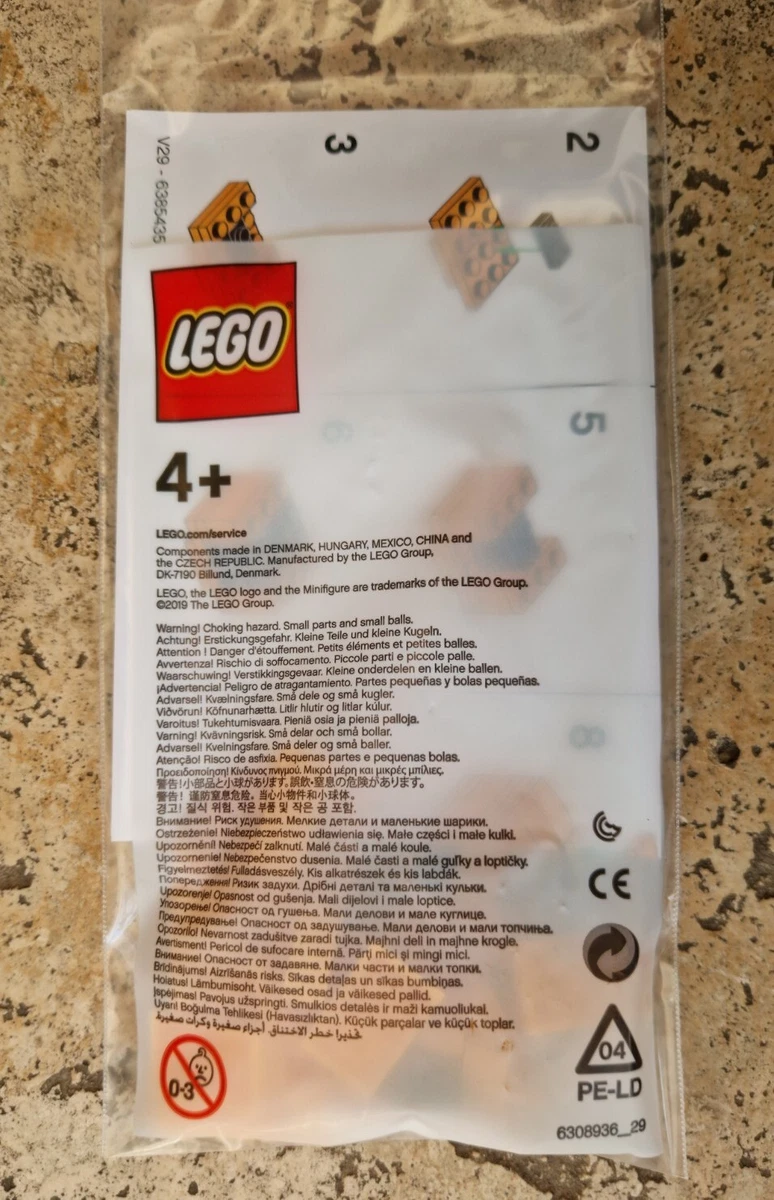 V29 - 6385435
3
2
LEGO®
6
5
4+
LEGO.com/service
Components made in DENMARK, HUNGARY, MEXICO, CHINA and
the CZECH REPUBLIC. Manufactured by the LEGO Group,
DK-7190 Billund, Denmark.
LEGO, the LEGO logo and the Minifigure are trademarks of the LEGO Group.
©2019 The LEGO Group.
Warning! Choking hazard. Small parts and small balls.
Achtung! Erstickungsgefahr. Kleine Teile und kleine Kugeln.
Attention ! Danger d'étouffement. Petits éléments et petites balles.
Avvertenza! Rischio di soffocamento. Piccole parti e piccole palle.
Waarschuwing! Verstikkingsgevaar. Kleine onderdelen en kleine ballen.
¡Advertencia! Peligro de atragantamiento. Partes pequeñas y bolas pequeñas.
Advarsel! Kvælningsfare. Små dele og små kugler.
Viðvörun! Köfnunarhætta. Litlir hlutir og litlar kúlur.
Varoitus! Tukehtumisvaara. Pieniä osia ja pieniä palloja.
Varning! Kvävningsrisk. Små delar och små bollar.
Advarsel! Kvelningsfare. Små deler og små baller.
Atenção! Risco de asfixia. Pequenas partes e pequenas bolas.
Προειδοποίηση! Κίνδυνος πνιγμού. Μικρά μέρη και μικρές μπίλιες.
警告!小部品と小球があります。誤飲・窒息の危険があります。
警告！谨防窒息危险。当心小物件和小球体。
경고! 질식 위험. 작은 부품 및 작은 공 포함.
Внимание! Риск удушения. Мелкие детали и маленькие шарики.
Ostrzeżenie! Niebezpieczeństwo udławienia się. Małe części i małe kulki.
Upozornění! Nebezpečí zalknutí. Malé části a malé koule.
Upozornenie! Nebezpečenstvo dusenia. Malé časti a malé guľky a loptičky.
Figyelmeztetés! Fulladásveszély. Kis alkatrészek és kis labdák.
Попередження! Ризик задухи. Дрібні деталі та маленькі кульки.
Upozorenje! Opasnost od gušenja. Mali dijelovi i male loptice.
Упозорење! Опасност од гушења. Мали делови и мале куглице.
Предупредување! Опасност од задушување. Мали делови и мали топчиња.
Opozorilo! Nevarnost zadušitve zaradi tujka. Majhni deli in majhne krogle.
Avertisment! Pericol de sufocare internă. Părţi mici şi mingi mici.
Внимание! Опасност от задавяне. Малки части и малки топки.
Brīdinājums! Aizrīšanās risks. Sīkas detaļas un sīkas bumbiņas.
Hoiatus! Lämbumisoht. Väikesed osad ja väikesed pallid.
Įspėjimas! Pavojus užspringti. Smulkios detalės ir maži kamuoliukai.
Uyarı! Boğulma Tehlikesi (Havasızlıktan). Küçük parçalar ve küçük toplar.
تحذير! خطر الاختناق. أجزاء صغيرة وكرات صغيرة
8
CE
0-3
04
PE-LD
6308936_29